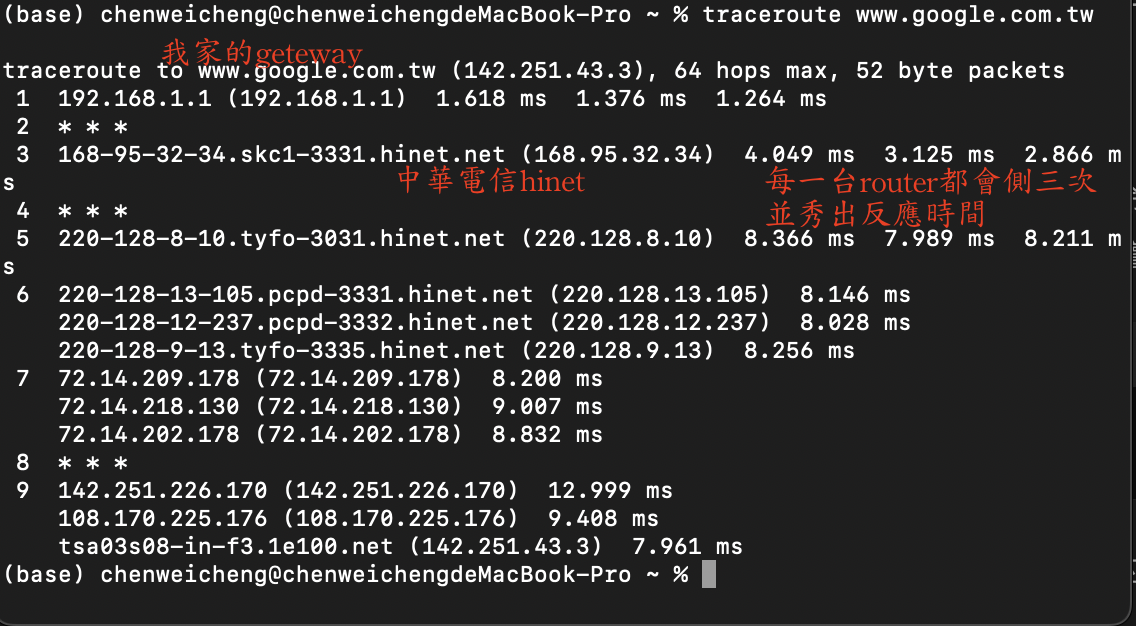 (base) chenweicheng@chenweichengdeMacBook-Pro ~ % traceroute www.google.com.tw
我家的geteway
traceroute to www.google.com.tw (142.251.43.3), 64 hops max, 52 byte packets
1 192.168.1.1 (192.168.1.1) 1.618 ms 1.376 ms 1.264 ms
2 * * *
3 168-95-32-34.skc1-3331.hinet.net (168.95.32.34) 4.049 ms 3.125 ms 2.866 m
s
中華電信hinet
每一台router都會側三次
並秀出反應時間
4 * * *
5 220-128-8-10.tyfo-3031.hinet.net (220.128.8.10) 8.366 ms 7.989 ms 8.211 m
s
6 220-128-13-105.pcpd-3331.hinet.net (220.128.13.105) 8.146 ms
220-128-12-237.pcpd-3332.hinet.net (220.128.12.237) 8.028 ms
220-128-9-13.tyfo-3335.hinet.net (220.128.9.13) 8.256 ms
7 72.14.209.178 (72.14.209.178) 8.200 ms
72.14.218.130 (72.14.218.130) 9.007 ms
72.14.202.178 (72.14.202.178) 8.832 ms
8 * * *
9 142.251.226.170 (142.251.226.170) 12.999 ms
108.170.225.176 (108.170.225.176) 9.408 ms
tsa03s08-in-f3.1e100.net (142.251.43.3) 7.961 ms
(base) chenweicheng@chenweichengdeMacBook-Pro ~ %